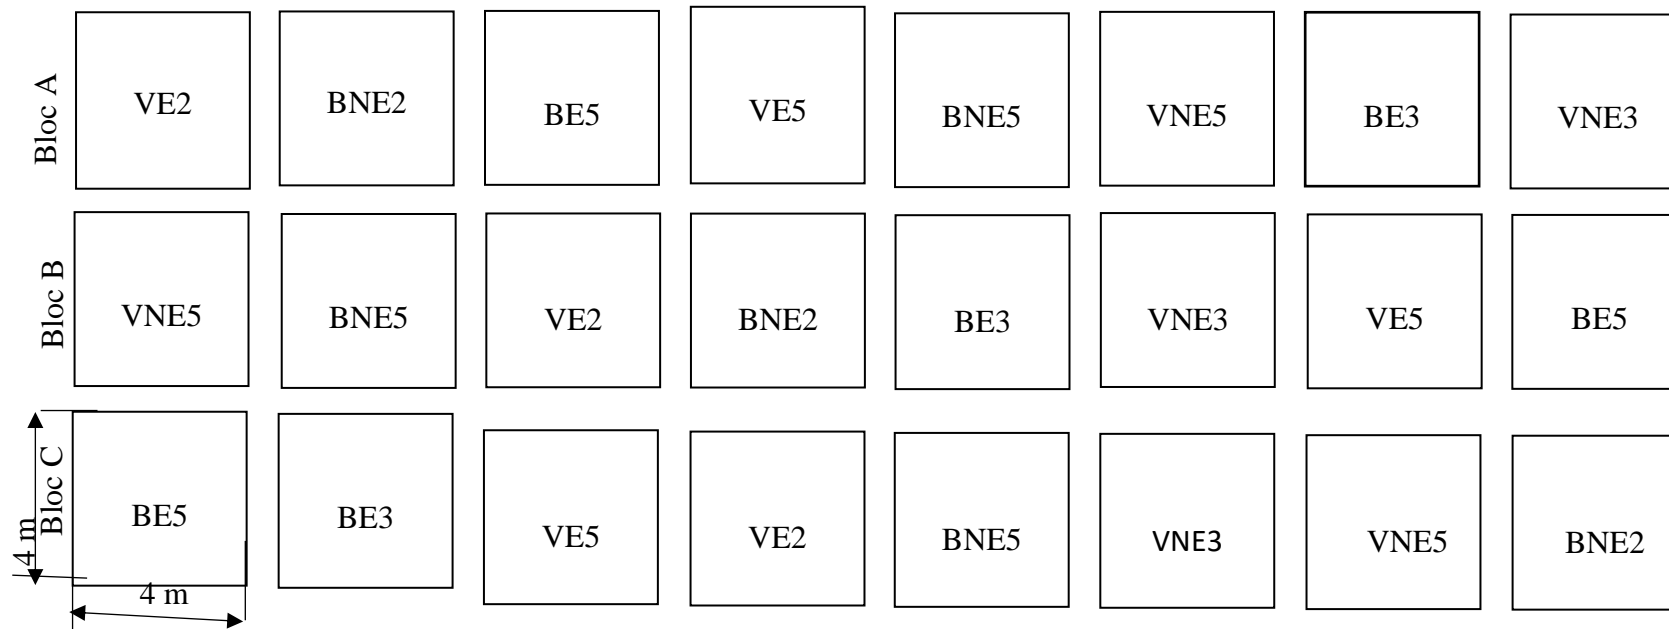 Bloc A
VE2 BNE2 BE5 VE5 BNE5 VNE5 BE3 VNE3
Bloc B
VNE5 BNE5 VE2 BNE2 BE3 VNE3 VE5 BE5
Bloc C
BE5 BE3 VE5 VE2 BNE5 VNE3 VNE5 BNE2
4 m
4 m